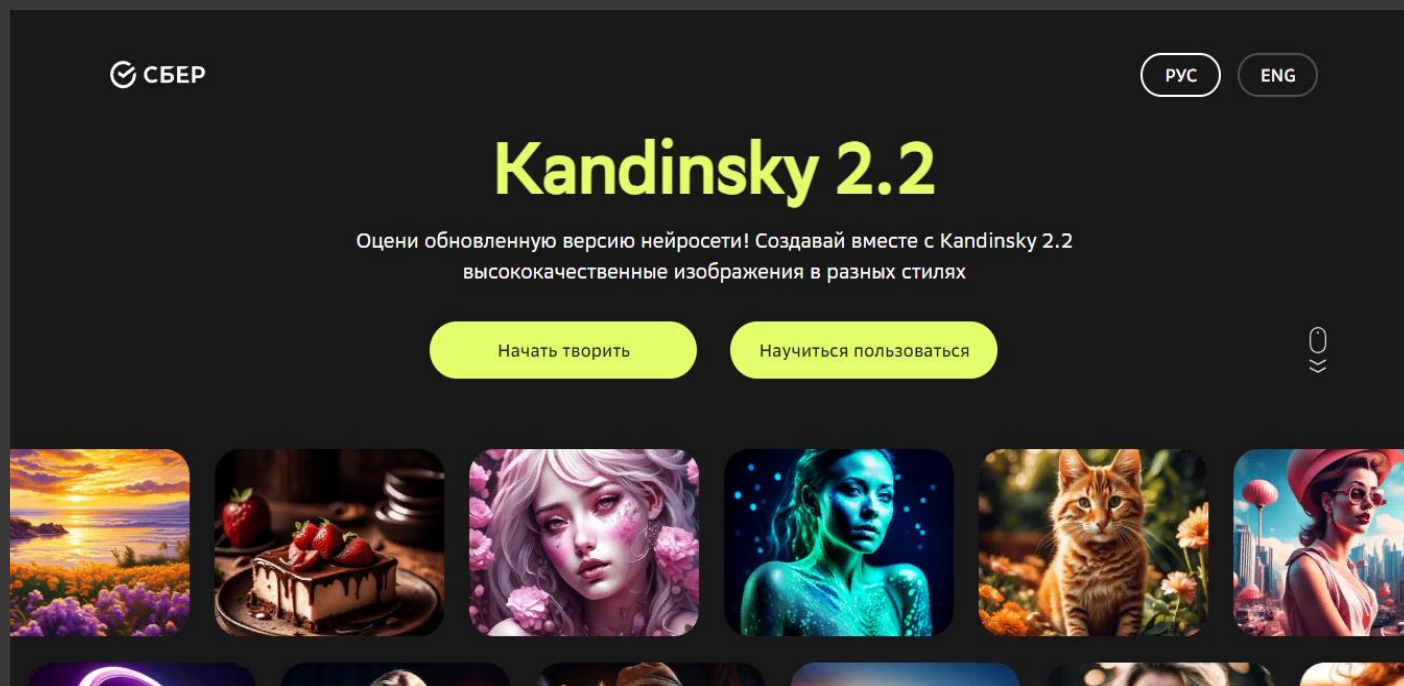 СБЕР
РУС
ENG
Kandinsky 2.2
Оцени обновленную версию нейросети! Создавай вместе с Kandinsky 2.2
высококачественные изображения в разных стилях
Начать творить
Научиться пользоваться